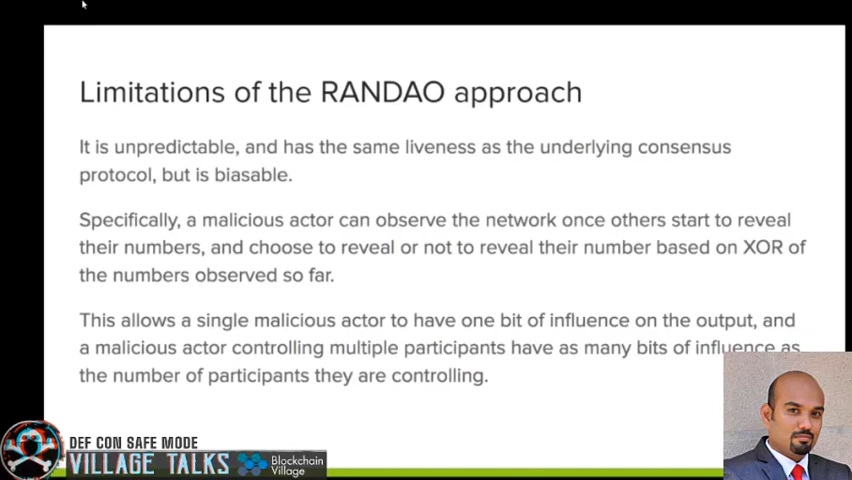 Limitations of the RANDAO approach
It is unpredictable, and has the same liveness as the underlying consensus
protocol, but is biasable.
Specifically, a malicious actor can observe the network once others start to reveal
their numbers, and choose to reveal or not to reveal their number based on XOR of
the numbers observed so far.
This allows a single malicious actor to have one bit of influence on the output, and
a malicious actor controlling multiple participants have as many bits of influence as
the number of participants they are controlling.
DEF CON SAFE MODE
VILLAGE TALKS
Blockchain
Village